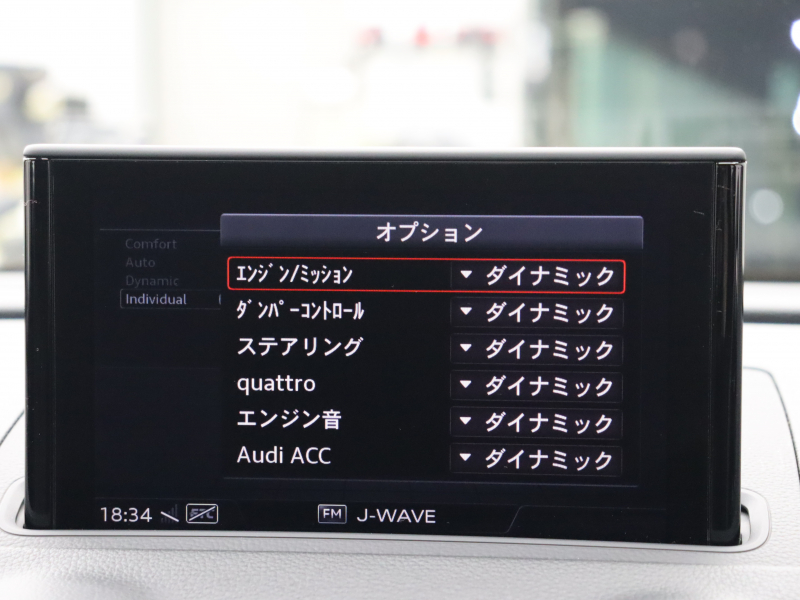 オプション
Comfort
Auto
Dynamic
Individual
ｴﾝｼﾞﾝ/ﾐｯｼｮﾝ ▼ ダイナミック
ﾀﾞﾝﾊﾟｰｺﾝﾄﾛｰﾙ ▼ ダイナミック
ステアリング ▼ ダイナミック
quattro ▼ ダイナミック
エンジン音 ▼ ダイナミック
Audi ACC ▼ ダイナミック
18:34 ETC FM J-WAVE